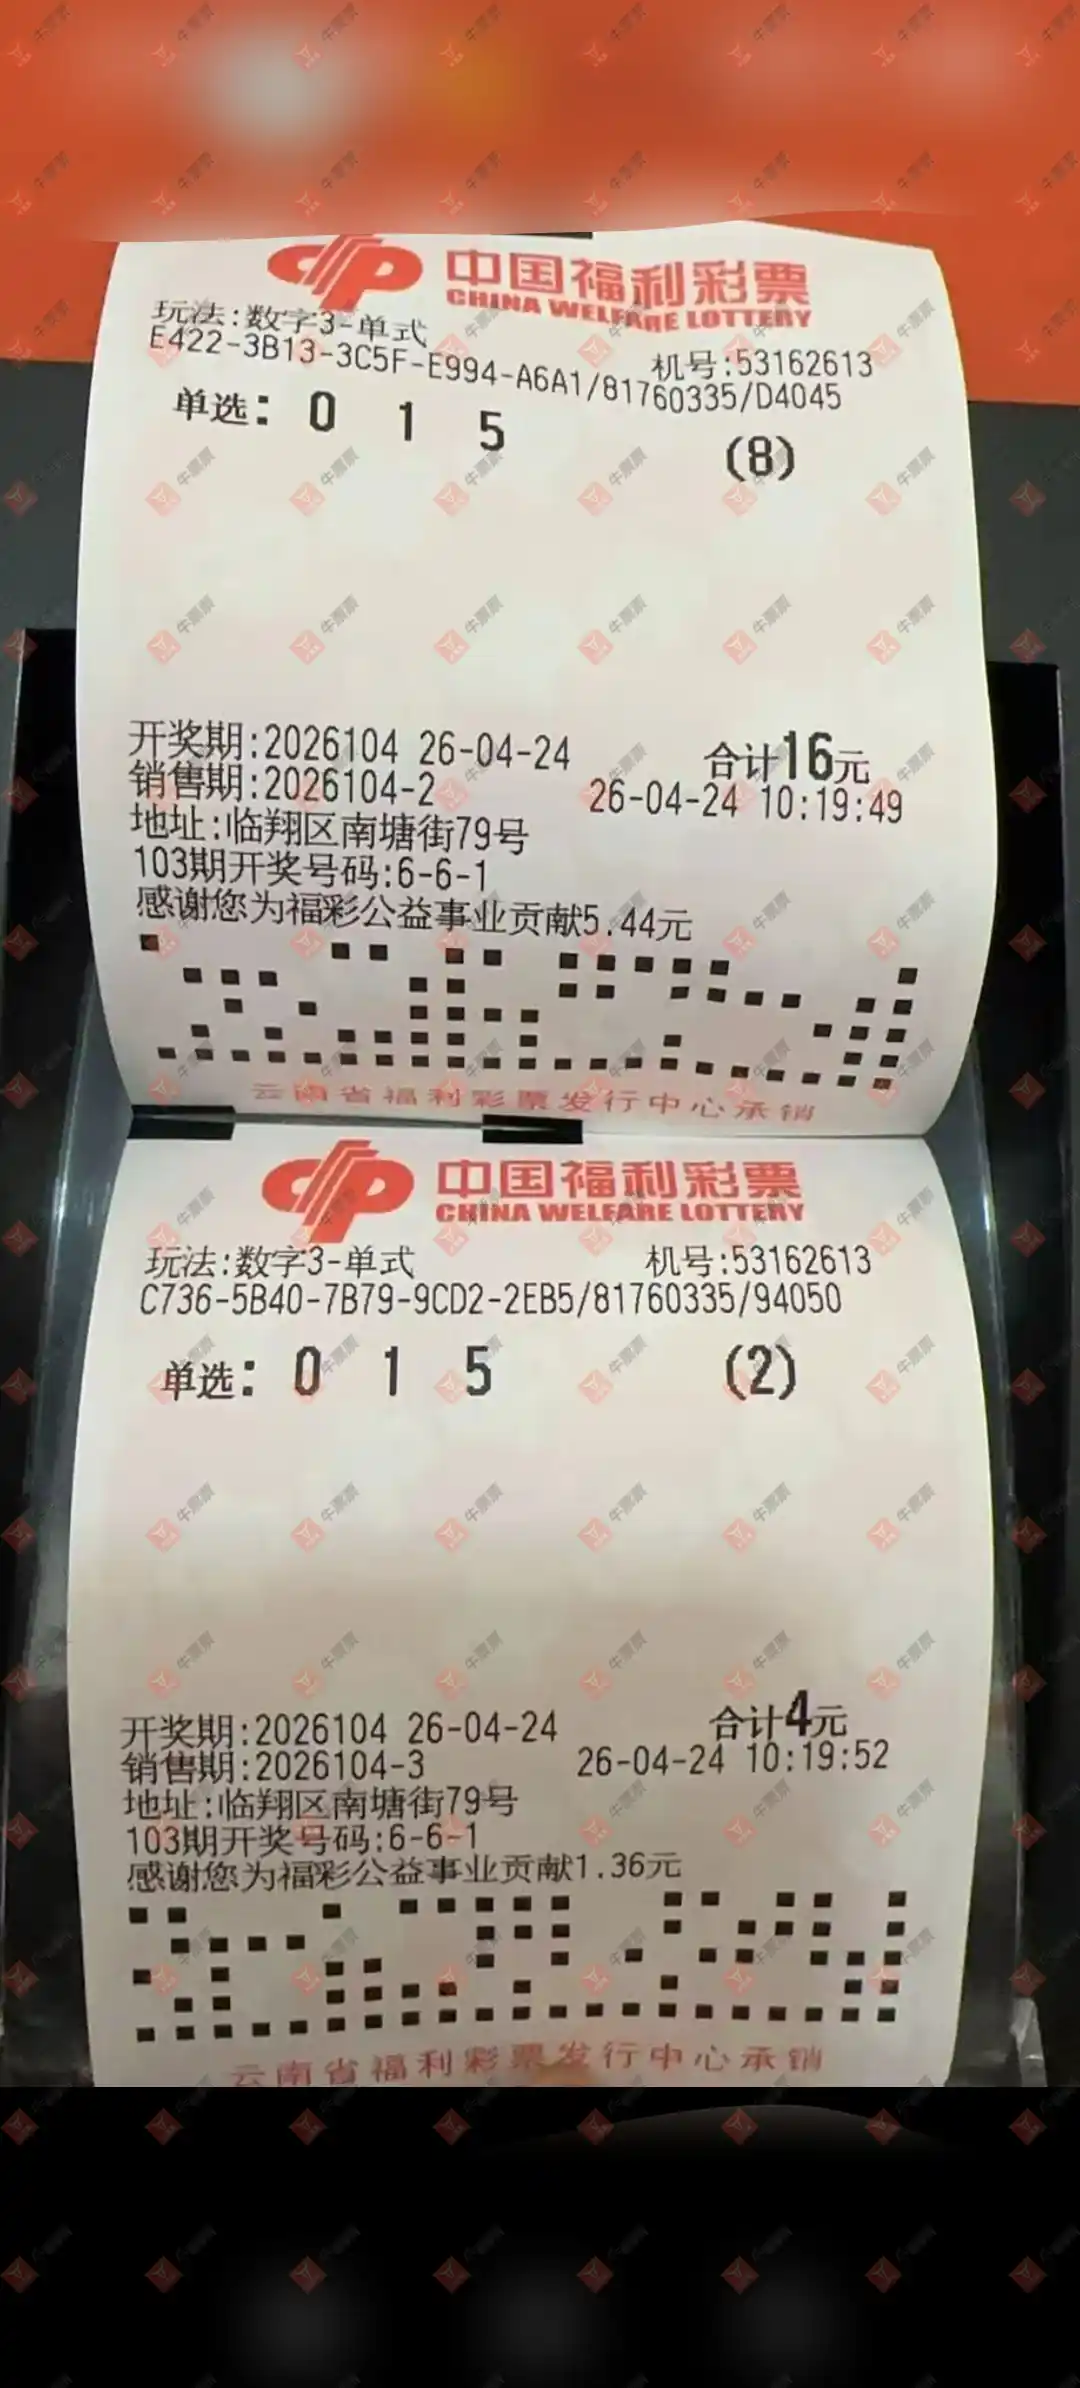 中国福利彩票
CHINA WELFARE LOTTERY
玩法:数字3-单式
机号:53162613
E422-3B13-3C5F-E994-A6A1/81760335/D4045
单选: 0 1 5 (8)
开奖期:2026104 26-04-24 合计16元
销售期:2026104-2 26-04-24 10:19:49
地址:临翔区南塘街79号
103期开奖号码:6-6-1
感谢您为福彩公益事业贡献5.44元
云南省福利彩票发行中心承销
中国福利彩票
CHINA WELFARE LOTTERY
玩法:数字3-单式 机号:53162613
C736-5B40-7B79-9CD2-2EB5/81760335/94050
单选: 0 1 5 (2)
开奖期:2026104 26-04-24 合计4元
销售期:2026104-3 26-04-24 10:19:52
地址:临翔区南塘街79号
103期开奖号码:6-6-1
感谢您为福彩公益事业贡献1.36元
云南省福利彩票发行中心承销
牛票票